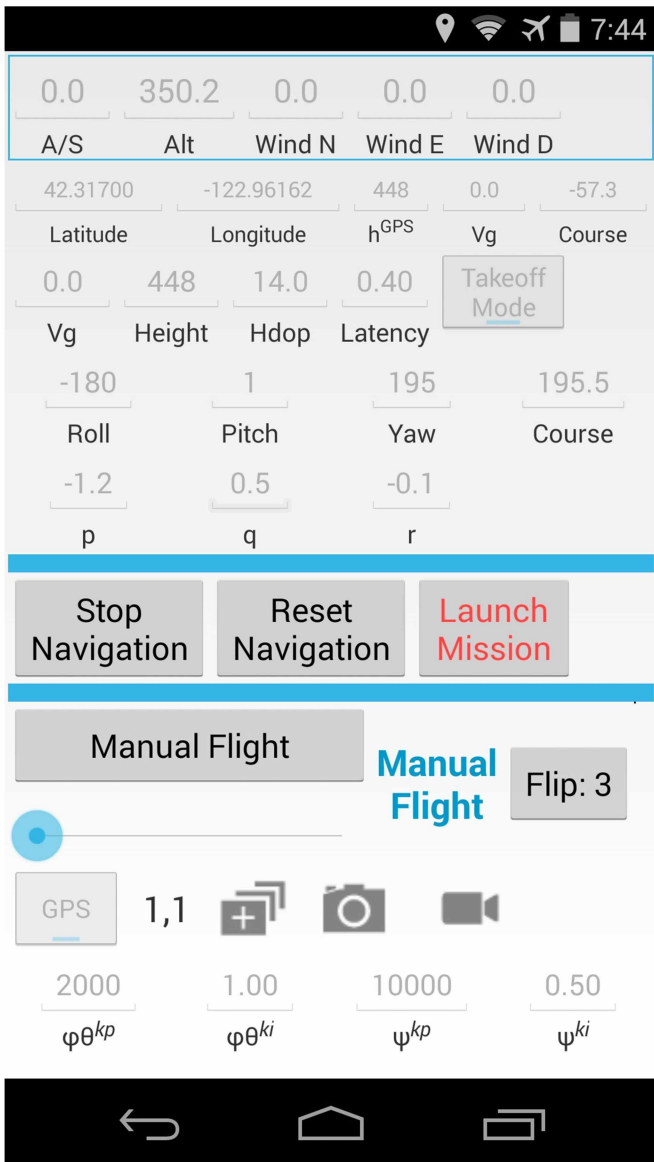 7:44
0.0 350.2 0.0 0.0 0.0
A/S Alt Wind N Wind E Wind D
42.31700 -122.96162 448 0.0 -57.3
Latitude Longitude hGPS Vg Course
0.0 448 14.0 0.40 Takeoff Mode
Vg Height Hdop Latency
-180 1 195 195.5
Roll Pitch Yaw Course
-1.2 0.5 -0.1
p q r
Stop Reset Launch
Navigation Navigation Mission
Manual Flight
Manual
Flight
Flip: 3
GPS 1,1
2000 1.00 10000 0.50
φθkp φθki ψkp ψki